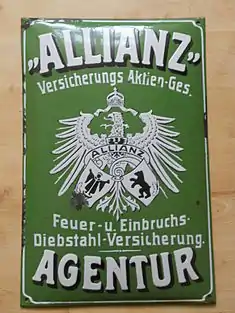 „ALLIANZ"
Versicherungs Aktien-Ges.
ALLIANZ
Feuer- u. Einbruchs-
Diebstahl-Versicherung.
AGENTUR